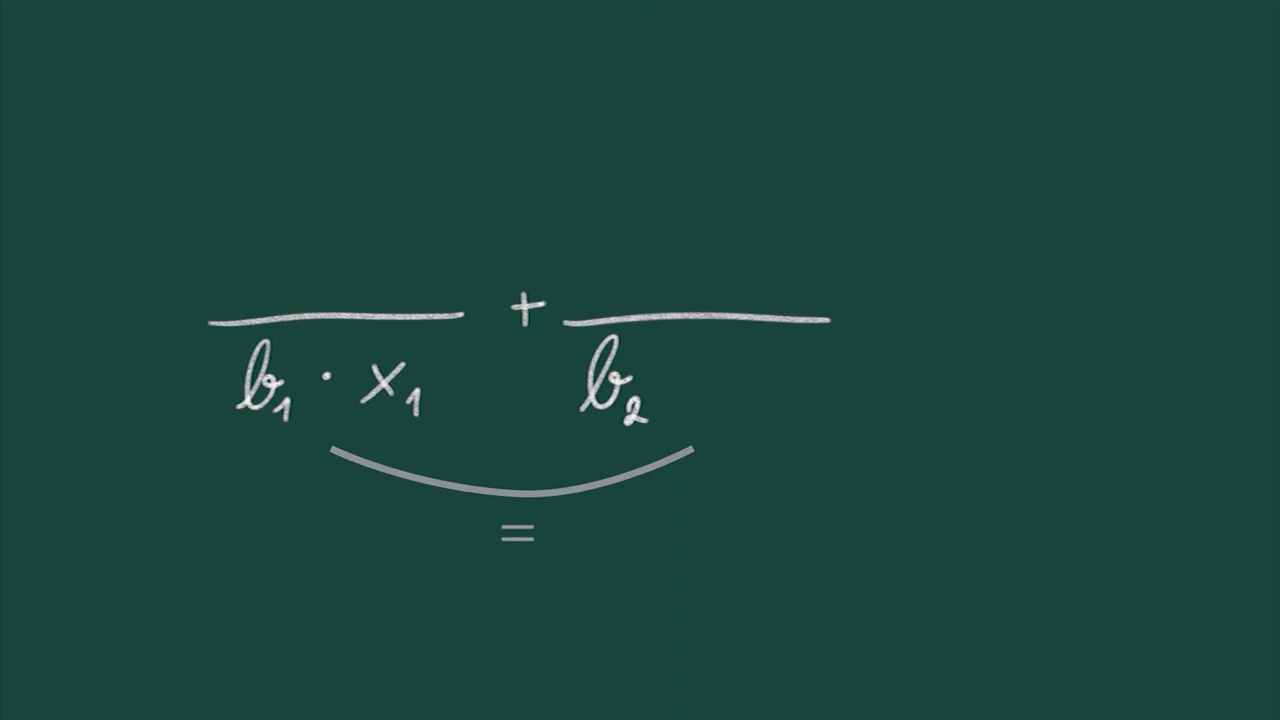 +
b₁ · x₁ b₂
=